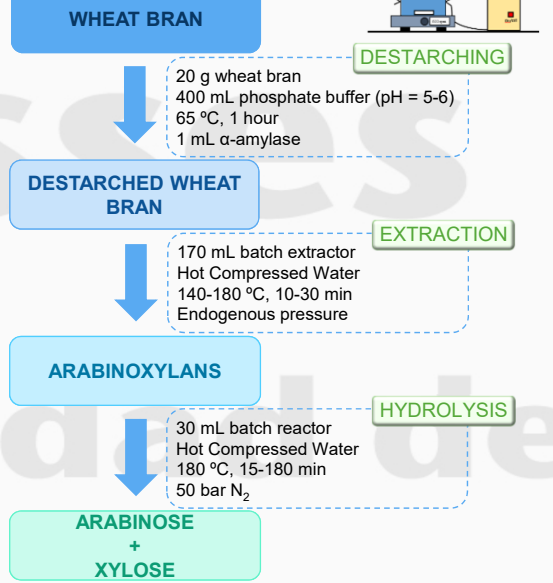 WHEAT BRAN
DESTARCHING
20 g wheat bran
400 mL phosphate buffer (pH = 5-6)
65 ºC, 1 hour
1 mL α-amylase
DESTARCHED WHEAT
BRAN
EXTRACTION
170 mL batch extractor
Hot Compressed Water
140-180 ºC, 10-30 min
Endogenous pressure
ARABINOXYLANS
HYDROLYSIS
30 mL batch reactor
Hot Compressed Water
180 ºC, 15-180 min
50 bar N₂
ARABINOSE
+
XYLOSE
sses
dad de